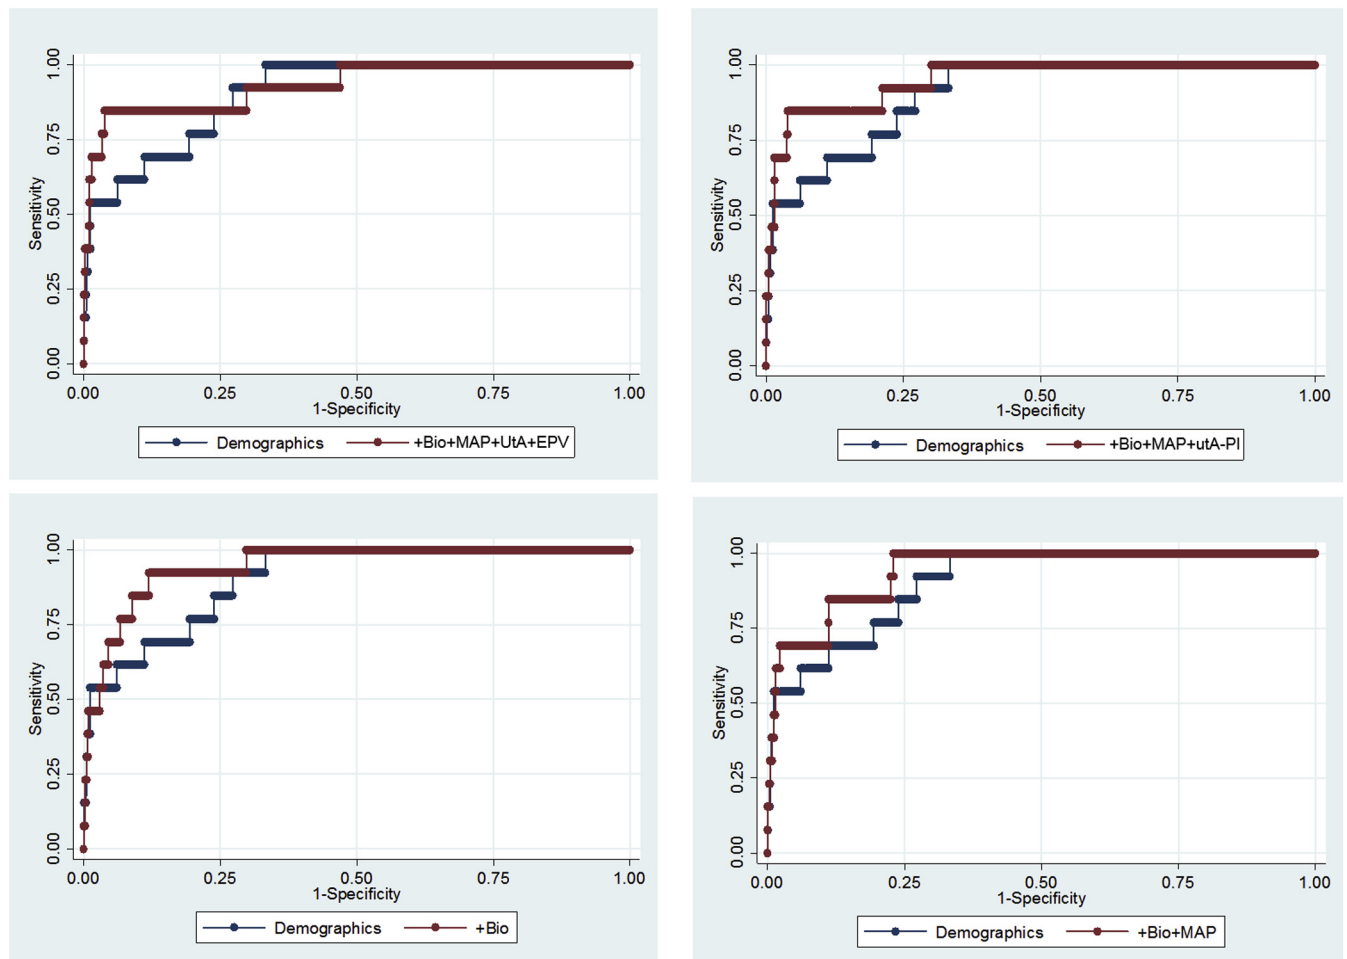 1.00
0.75
Sensitivity
0.50
0.25
0.00
0.00 0.25 0.50 0.75 1.00
1-Specificity
Demographics +Bio+MAP+UtA+EPV
1.00
0.75
Sensitivity
0.50
0.25
0.00
0.00 0.25 0.50 0.75 1.00
1-Specificity
Demographics +Bio+MAP+utA-PI
1.00
0.75
Sensitivity
0.50
0.25
0.00
0.00 0.25 0.50 0.75 1.00
1-Specificity
Demographics +Bio
1.00
0.75
Sensitivity
0.50
0.25
0.00
0.00 0.25 0.50 0.75 1.00
1-Specificity
Demographics +Bio+MAP